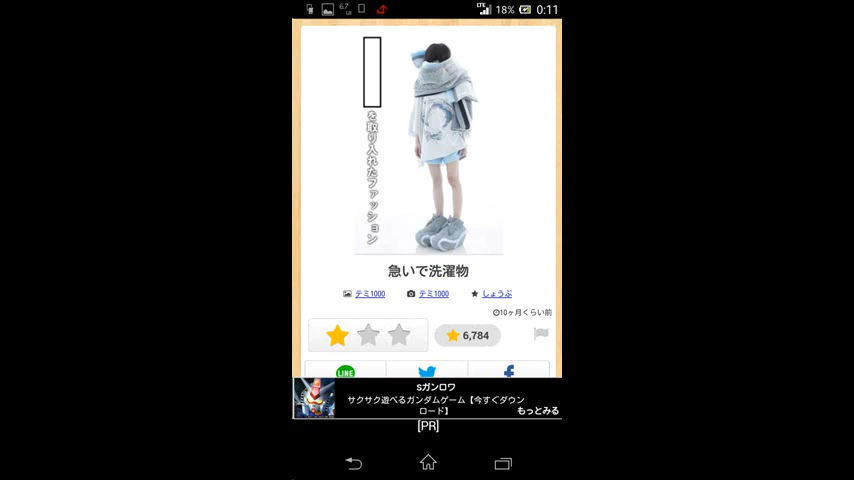 6.7
LTE
18%
0:11
を取り入れたファッション
急いで洗濯物
テミ1000
テミ1000
しょうぶ
10ヶ月くらい前
6,784
LINE
Sガンロワ
サクサク遊べるガンダムゲーム【今すぐダウン
ロード】
もっとみる
[PR]